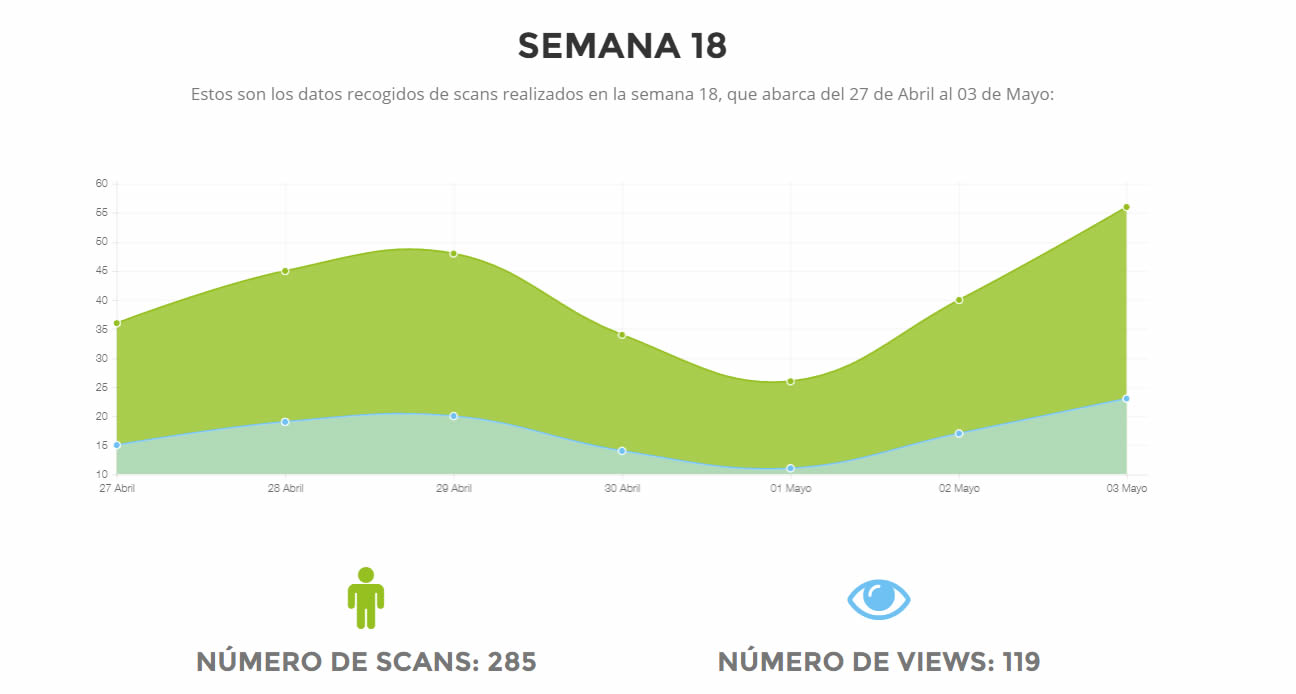 SEMANA 18
Estos son los datos recogidos de scans realizados en la semana 18, que abarca del 27 de Abril al 03 de Mayo:
60
55
50
45
40
35
30
25
20
15
10
27 Abril 28 Abril 29 Abril 30 Abril 01 Mayo 02 Mayo 03 Mayo
NÚMERO DE SCANS: 285 NÚMERO DE VIEWS: 119